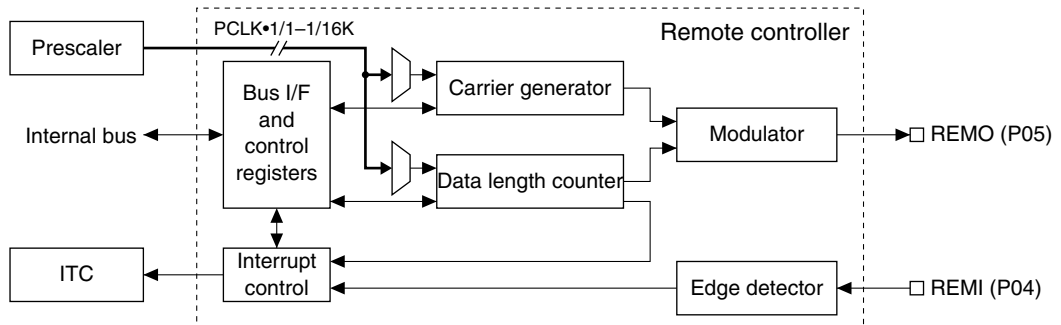 PCLK•1/1–1/16K
Remote controller
Prescaler
Bus I/F
and
control
registers
Carrier generator
Internal bus
Modulator
REMO (P05)
Data length counter
ITC
Interrupt
control
Edge detector
REMI (P04)